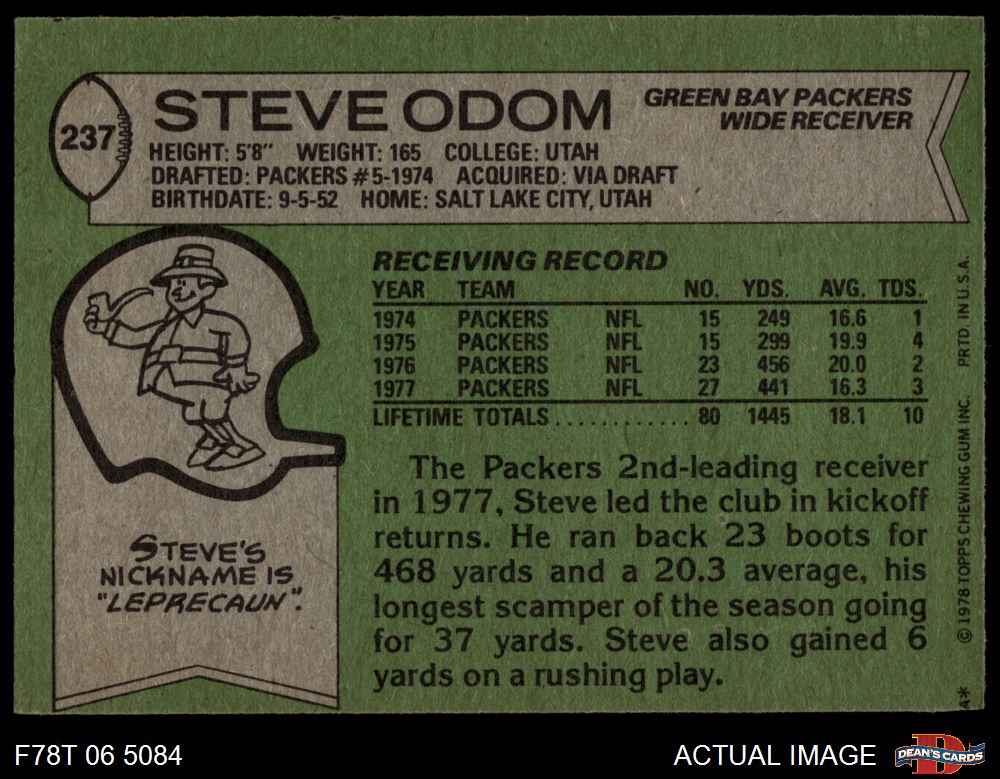 237
STEVE ODOM
GREEN BAY PACKERS
WIDE RECEIVER
HEIGHT: 5'8" WEIGHT: 165 COLLEGE: UTAH
DRAFTED: PACKERS #5-1974 ACQUIRED: VIA DRAFT
BIRTHDATE: 9-5-52 HOME: SALT LAKE CITY, UTAH
RECEIVING RECORD
YEAR TEAM NO. YDS. AVG. TDS.
1974 PACKERS NFL 15 249 16.6 1
1975 PACKERS NFL 15 299 19.9 4
1976 PACKERS NFL 23 456 20.0 2
1977 PACKERS NFL 27 441 16.3 3
LIFETIME TOTALS............ 80 1445 18.1 10
The Packers 2nd-leading receiver
in 1977, Steve led the club in kickoff
returns. He ran back 23 boots for
468 yards and a 20.3 average, his
longest scamper of the season going
for 37 yards. Steve also gained 6
yards on a rushing play.
STEVE'S
NICKNAME IS
"LEPRECAUN".
A* © 1978 TOPPS CHEWING GUM INC. PRTD. IN U.S.A.
F78T 06 5084
ACTUAL IMAGE
D
DEAN'S CARDS